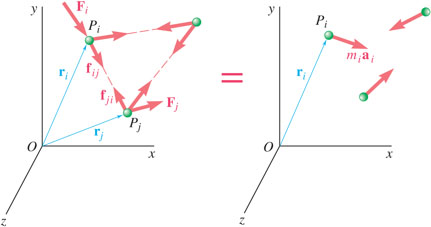 y
F_i
P_i
f_ij
r_i
f_ji
F_j
r_j
P_j
O
x
z
=
y
P_i
m_i a_i
r_i
O
x
z